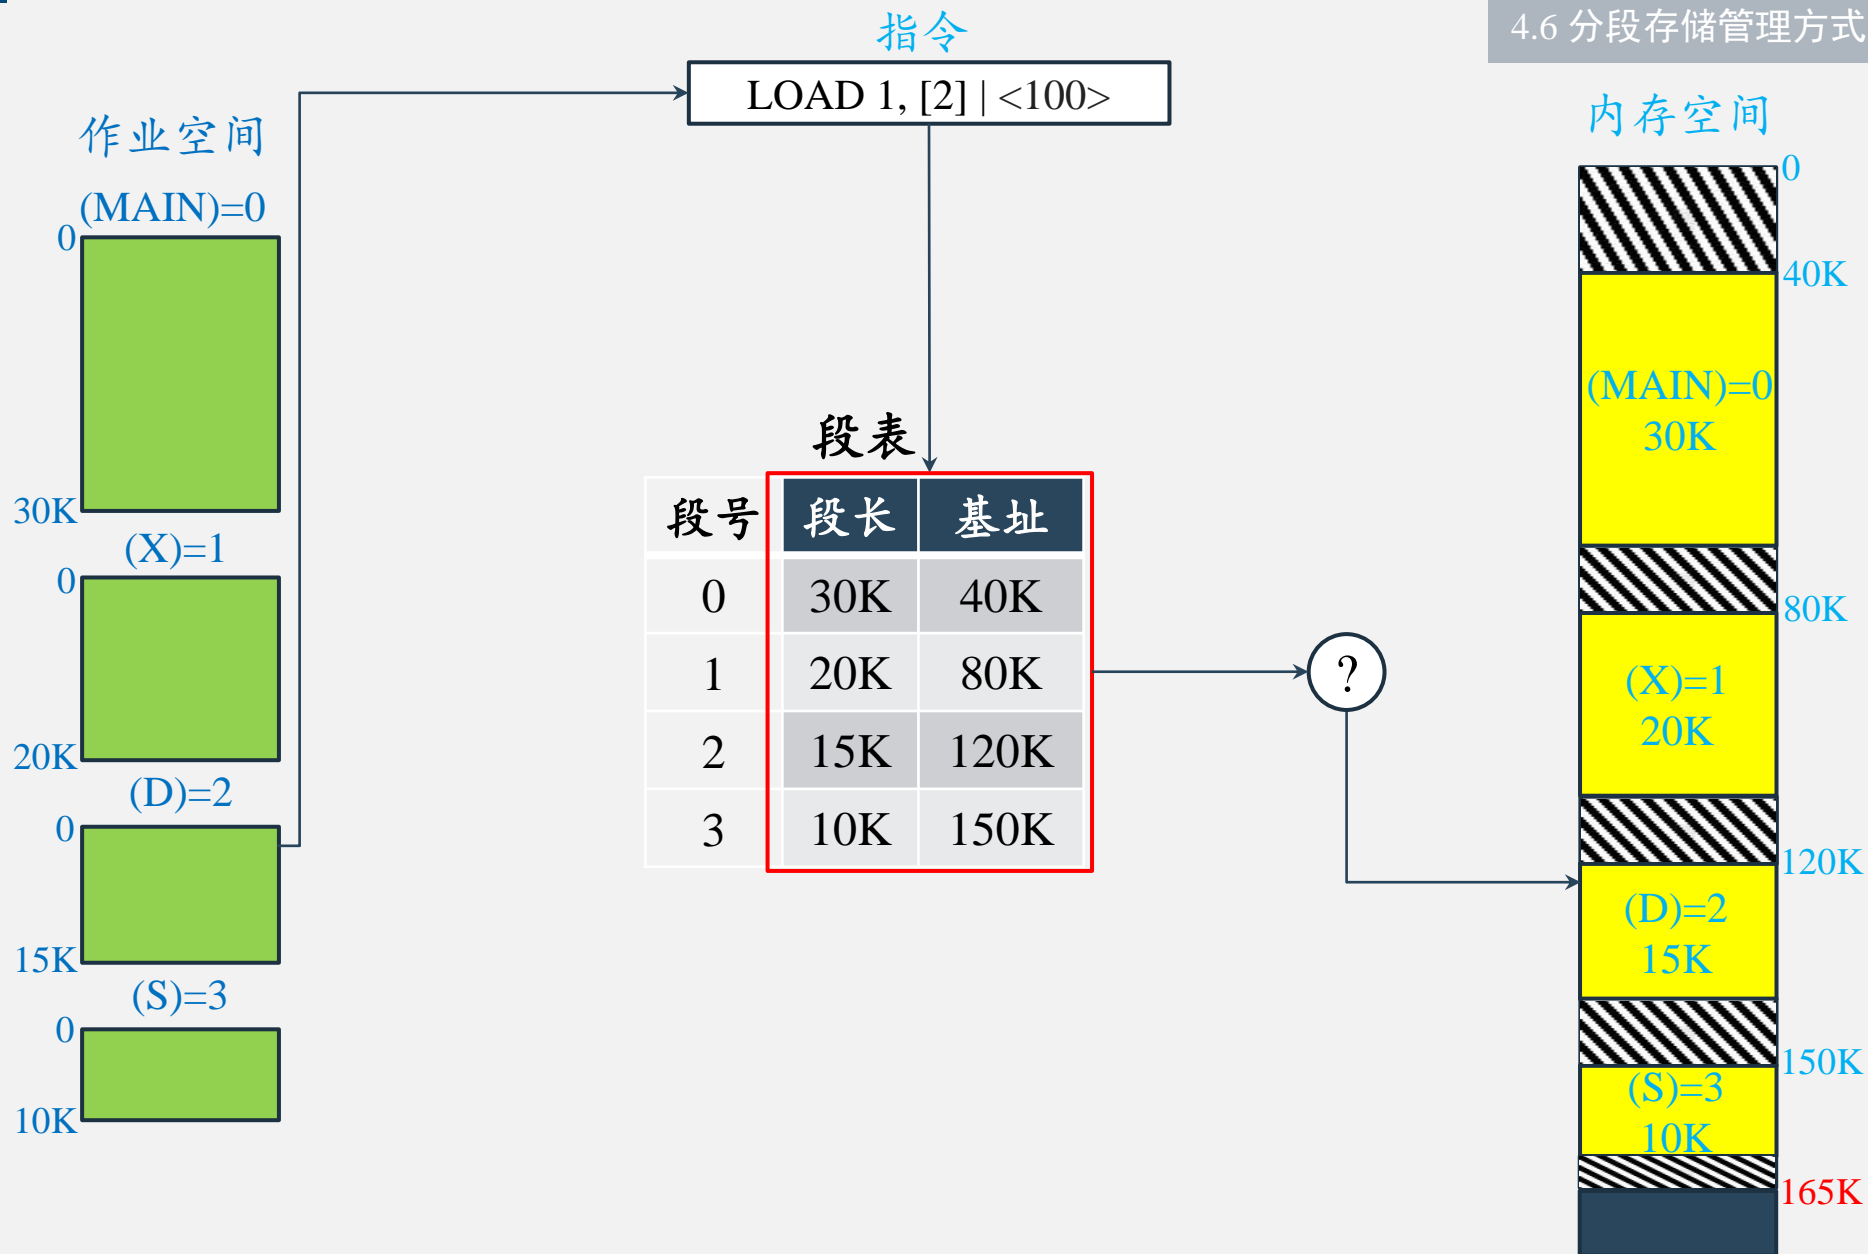 4.6 分段存储管理方式
指令
LOAD 1, [2] | <100>
作业空间
(MAIN)=0
0
30K
(X)=1
0
20K
(D)=2
0
15K
(S)=3
0
10K
段表
段号 段长 基址
0 30K 40K
1 20K 80K
2 15K 120K
3 10K 150K
?
内存空间
0
40K
(MAIN)=0
30K
80K
(X)=1
20K
120K
(D)=2
15K
150K
(S)=3
10K
165K